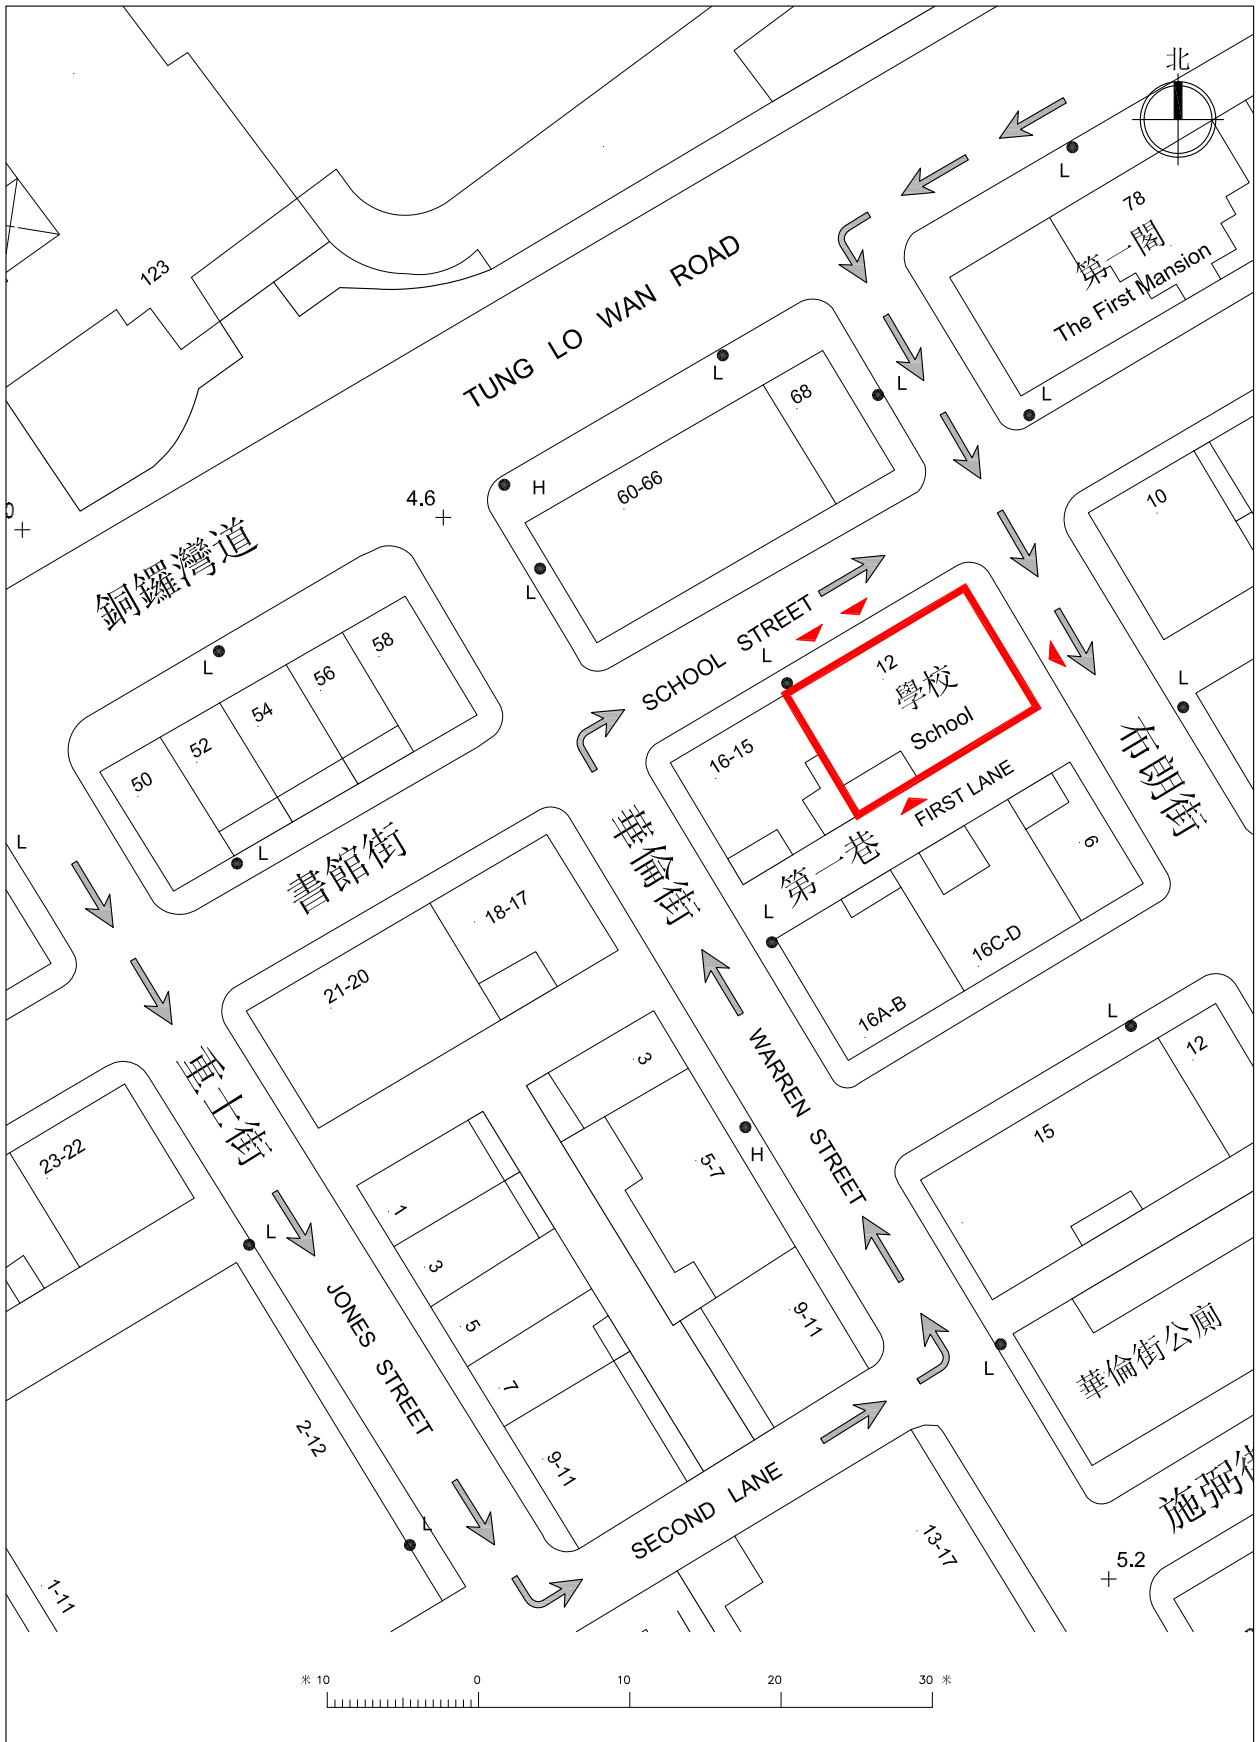 北
78
第一閣
The First Mansion
123
TUNG LO WAN ROAD
L
L
L
L
68
60-66
H
4.6
10
銅鑼灣道
L
58
56
54
52
50
L
L
SCHOOL STREET
L
12
學校
School
16-15
FIRST LANE
第一巷
布朗街
L
6
華倫街
書館街
L
L
18-17
21-20
L
16C-D
16A-B
L
12
15
WARREN STREET
重士街
23-22
3
5-7
H
1
3
5
7
9-11
9-11
L
JONES STREET
2-12
L
華倫街公廁
L
施弼街
SECOND LANE
13-17
5.2
1-11
米 10 0 10 20 30 米